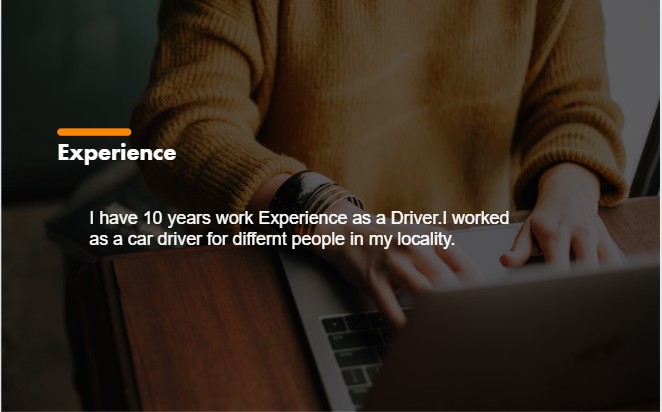 Experience
I have 10 years work Experience as a Driver.I worked
as a car driver for differnt people in my locality.